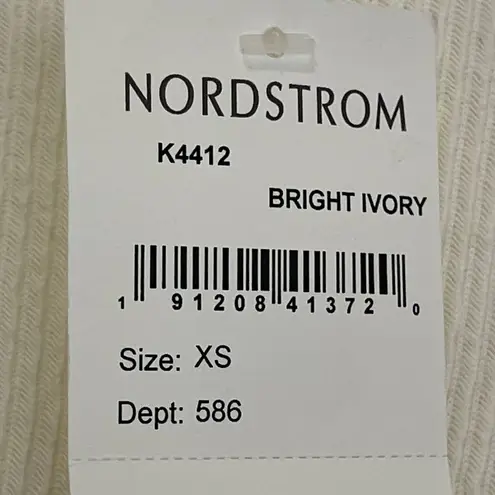 NORDSTROM
K4412
BRIGHT IVORY
1 91208 41372 0
Size: XS
Dept: 586